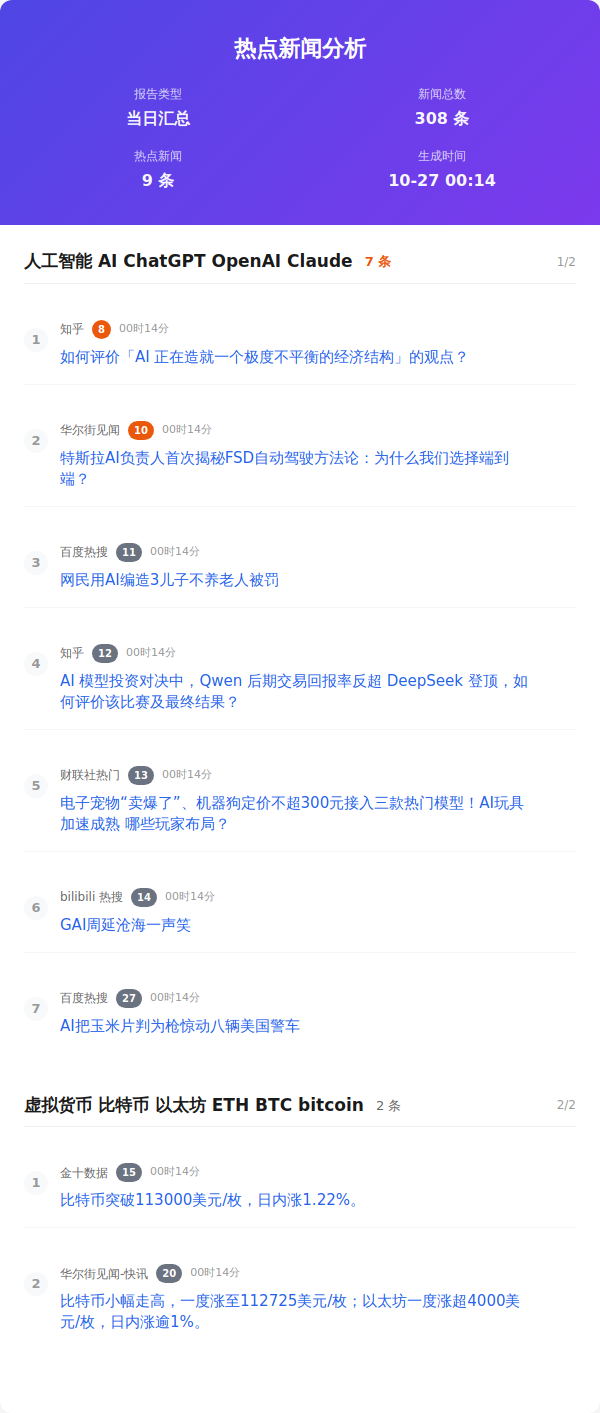 热点新闻分析
报告类型
当日汇总
新闻总数
308 条
热点新闻
9 条
生成时间
10-27 00:14
人工智能 AI ChatGPT OpenAI Claude 7 条 1/2
1
知乎 8 00时14分
如何评价「AI 正在造就一个极度不平衡的经济结构」的观点？
2
华尔街见闻 10 00时14分
特斯拉AI负责人首次揭秘FSD自动驾驶方法论：为什么我们选择端到
端？
3
百度热搜 11 00时14分
网民用AI编造3儿子不养老人被罚
4
知乎 12 00时14分
AI 模型投资对决中，Qwen 后期交易回报率反超 DeepSeek 登顶，如
何评价该比赛及最终结果？
5
财联社热门 13 00时14分
电子宠物“卖爆了”、机器狗定价不超300元接入三款热门模型！AI玩具
加速成熟 哪些玩家布局？
6
bilibili 热搜 14 00时14分
GAI周延沧海一声笑
7
百度热搜 27 00时14分
AI把玉米片判为枪惊动八辆美国警车
虚拟货币 比特币 以太坊 ETH BTC bitcoin 2 条 2/2
1
金十数据 15 00时14分
比特币突破113000美元/枚，日内涨1.22%。
2
华尔街见闻-快讯 20 00时14分
比特币小幅走高，一度涨至112725美元/枚；以太坊一度涨超4000美
元/枚，日内涨逾1%。